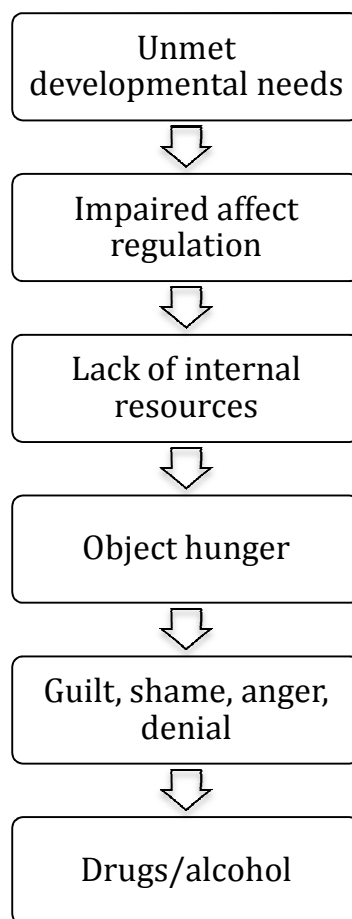 Unmet
developmental needs
Impaired affect
regulation
Lack of internal
resources
Object hunger
Guilt, shame, anger,
denial
Drugs/alcohol